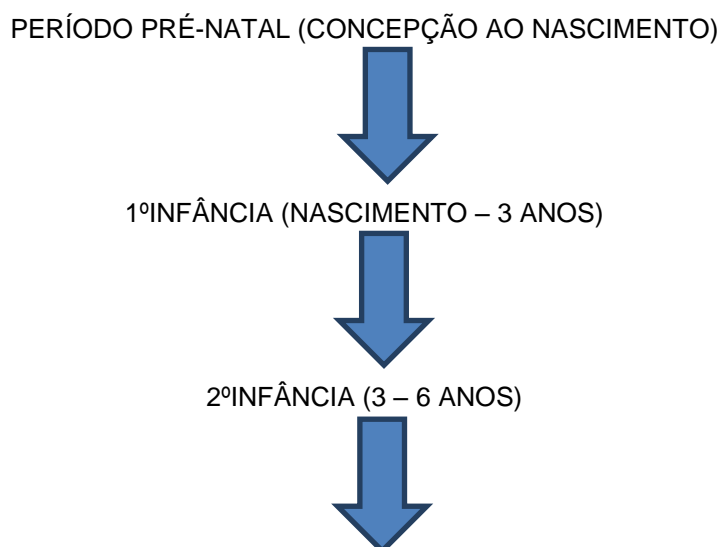 PERÍODO PRÉ-NATAL (CONCEPÇÃO AO NASCIMENTO)
1ºINFÂNCIA (NASCIMENTO – 3 ANOS)
2ºINFÂNCIA (3 – 6 ANOS)